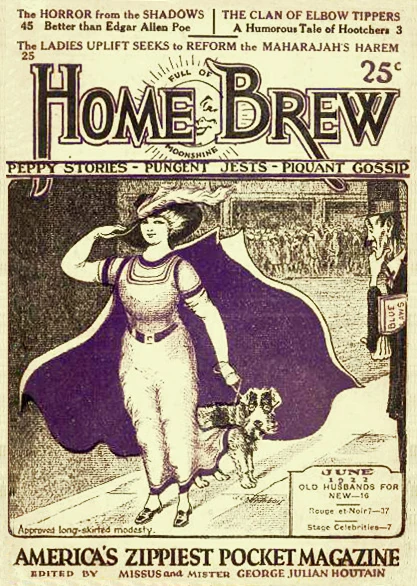 The HORROR from the SHADOWS
45 Better than Edgar Allen Poe
THE CLAN OF ELBOW TIPPERS
A Humorous Tale of Hootchers 3
The LADIES UPLIFT SEEKS to REFORM the MAHARAJAH'S HAREM
25
25¢
FULL OF
HOME BREW
MOONSHINE
PEPPY STORIES - PUNGENT JESTS - PIQUANT GOSSIP
BLUE
LAWS
JUNE
1922
OLD HUSBANDS FOR
NEW—16
Rouge et Noir?—37
Stage Celebrities—7
Approved long-skirted modesty.
AMERICA'S ZIPPIEST POCKET MAGAZINE
EDITED BY MISSUS and MISTER GEORGE JULIAN HOUTAIN